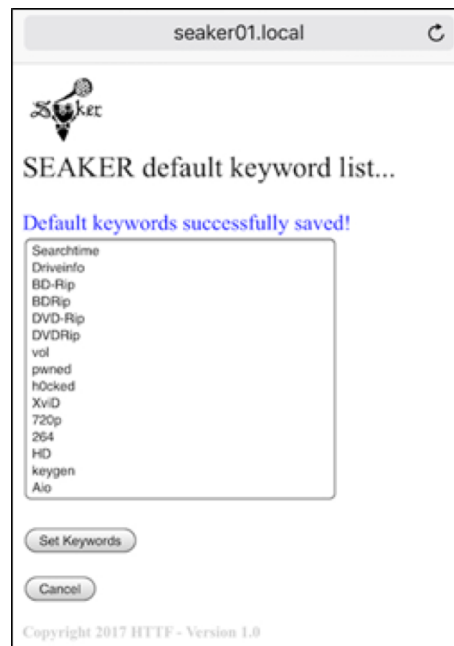 seaker01.local
Seaker
SEAKER default keyword list...
Default keywords successfully saved!
Searchtime
Driveinfo
BD-Rip
BDRip
DVD-Rip
DVDRip
vol
pwned
h0cked
XviD
720p
264
HD
keygen
Aio
Set Keywords
Cancel
Copyright 2017 HTTF - Version 1.0